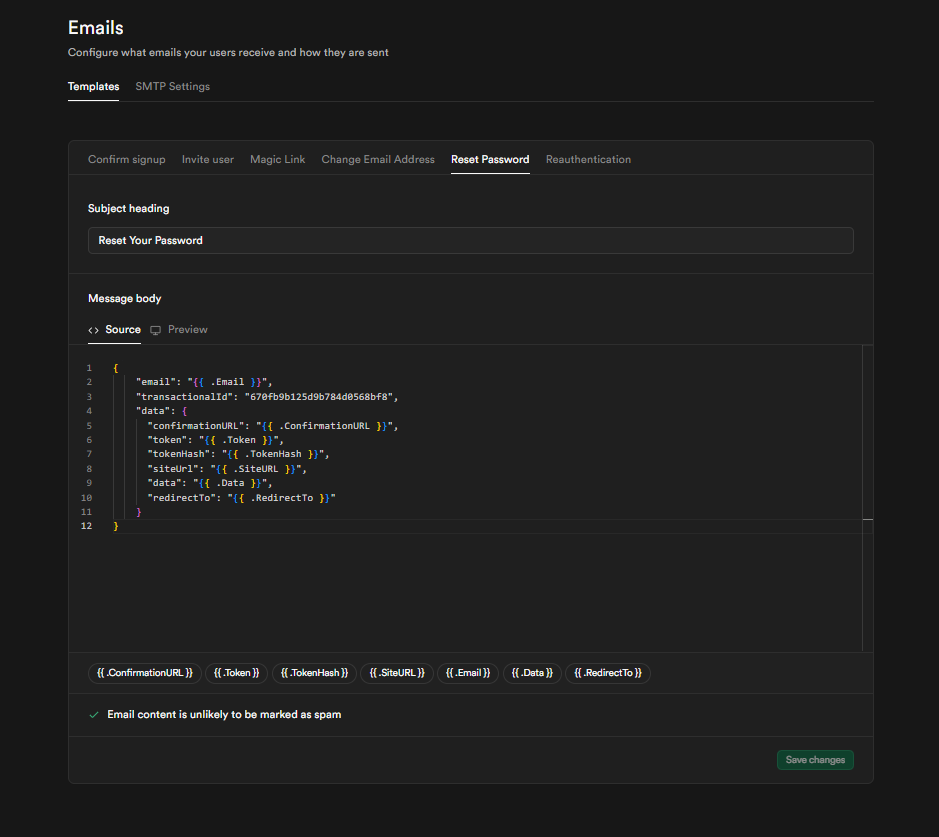 Emails
Configure what emails your users receive and how they are sent
Templates SMTP Settings
Confirm signup Invite user Magic Link Change Email Address Reset Password Reauthentication
Subject heading
Reset Your Password
Message body
<> Source Preview
1 {
2 "email": "{{ .Email }}",
3 "transactionalId": "670fb9b125d9b784d0568bf8",
4 "data": {
5 "confirmationURL": "{{ .ConfirmationURL }}",
6 "token": "{{ .Token }}",
7 "tokenHash": "{{ .TokenHash }}",
8 "siteUrl": "{{ .SiteURL }}",
9 "data": "{{ .Data }}",
10 "redirectTo": "{{ .RedirectTo }}"
11 }
12 }
{{ .ConfirmationURL }} {{ .Token }} {{ .TokenHash }} {{ .SiteURL }} {{ .Email }} {{ .Data }} {{ .RedirectTo }}
Email content is unlikely to be marked as spam
Save changes